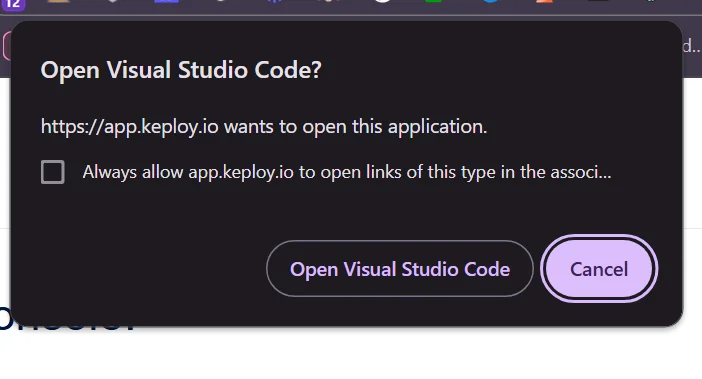 12
d...
Open Visual Studio Code?
https://app.keploy.io wants to open this application.
Always allow app.keploy.io to open links of this type in the associ...
Open Visual Studio Code
Cancel